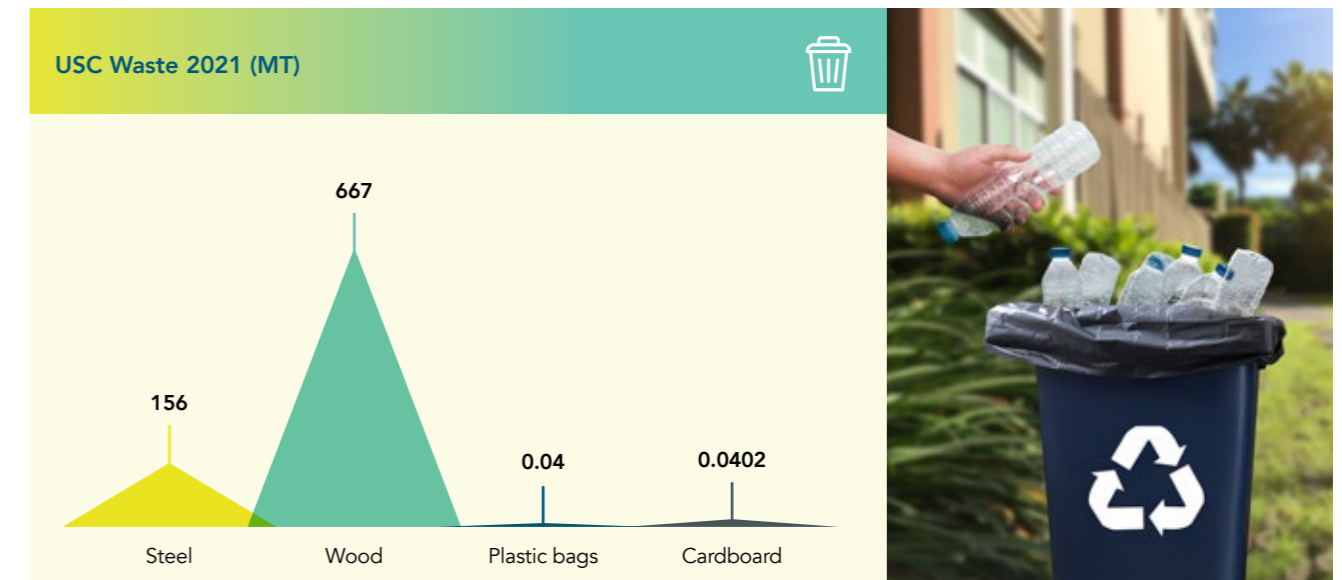 USC Waste 2021 (MT)
667
156
0.04
0.0402
Steel
Wood
Plastic bags
Cardboard